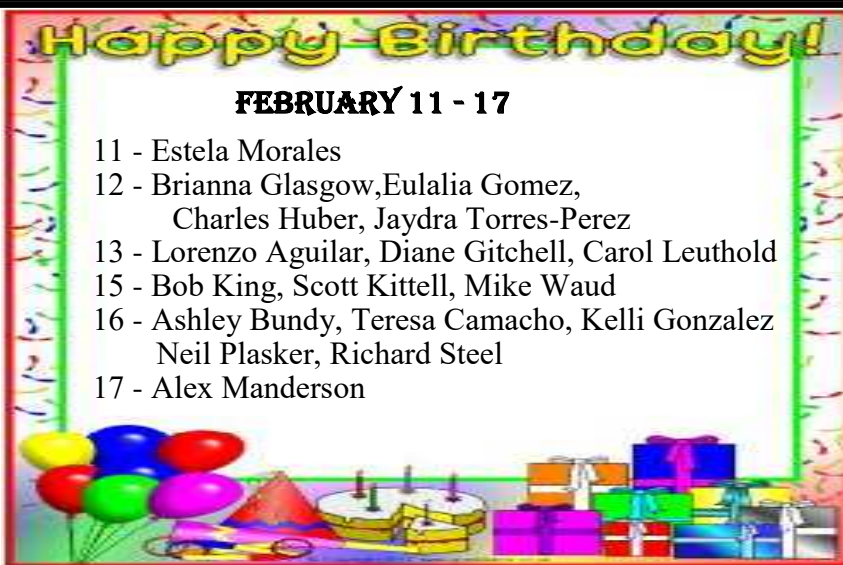 Happy Birthday!
FEBRUARY 11 - 17
11 - Estela Morales
12 - Brianna Glasgow,Eulalia Gomez,
Charles Huber, Jaydra Torres-Perez
13 - Lorenzo Aguilar, Diane Gitchell, Carol Leuthold
15 - Bob King, Scott Kittell, Mike Waud
16 - Ashley Bundy, Teresa Camacho, Kelli Gonzalez
Neil Plasker, Richard Steel
17 - Alex Manderson